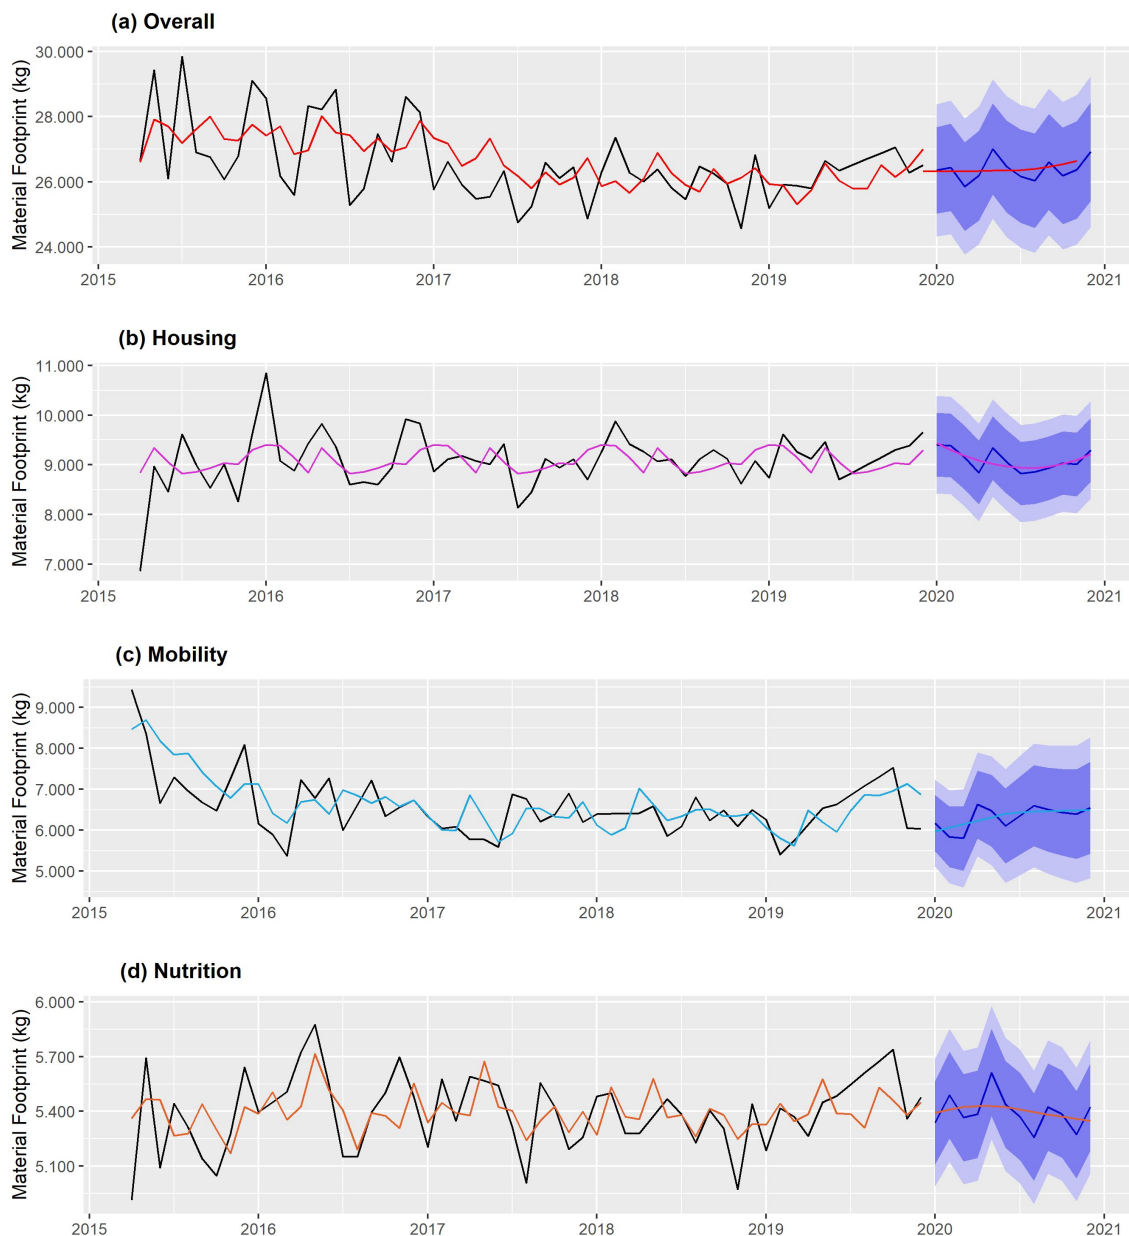 (a) Overall
Material Footprint (kg)
30.000
28.000
26.000
24.000
2015 2016 2017 2018 2019 2020 2021
(b) Housing
Material Footprint (kg)
11.000
10.000
9.000
8.000
7.000
2015 2016 2017 2018 2019 2020 2021
(c) Mobility
Material Footprint (kg)
9.000
8.000
7.000
6.000
5.000
2015 2016 2017 2018 2019 2020 2021
(d) Nutrition
Material Footprint (kg)
6.000
5.700
5.400
5.100
2015 2016 2017 2018 2019 2020 2021